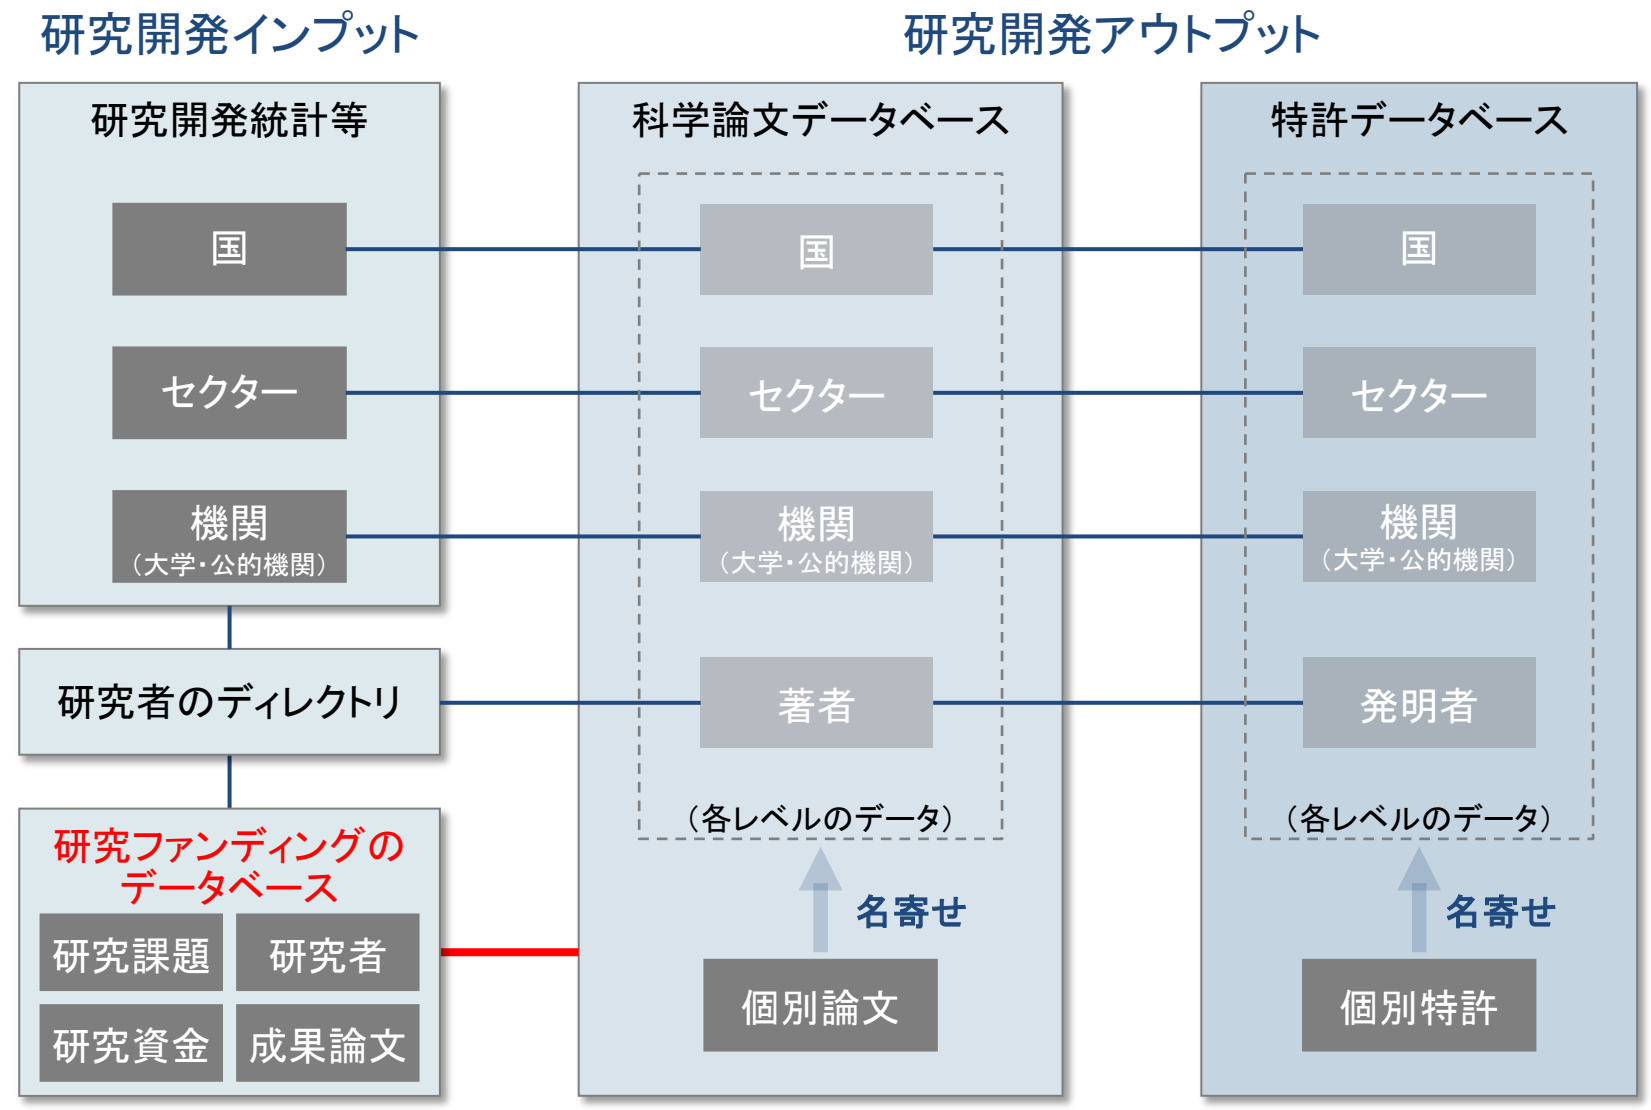 研究開発インプット
研究開発アウトプット
研究開発統計等
国
セクター
機関
（大学・公的機関）
研究者のディレクトリ
研究ファンディングの
データベース
研究課題
研究者
研究資金
成果論文
科学論文データベース
国
セクター
機関
（大学・公的機関）
著者
（各レベルのデータ）
名寄せ
個別論文
特許データベース
国
セクター
機関
（大学・公的機関）
発明者
（各レベルのデータ）
名寄せ
個別特許